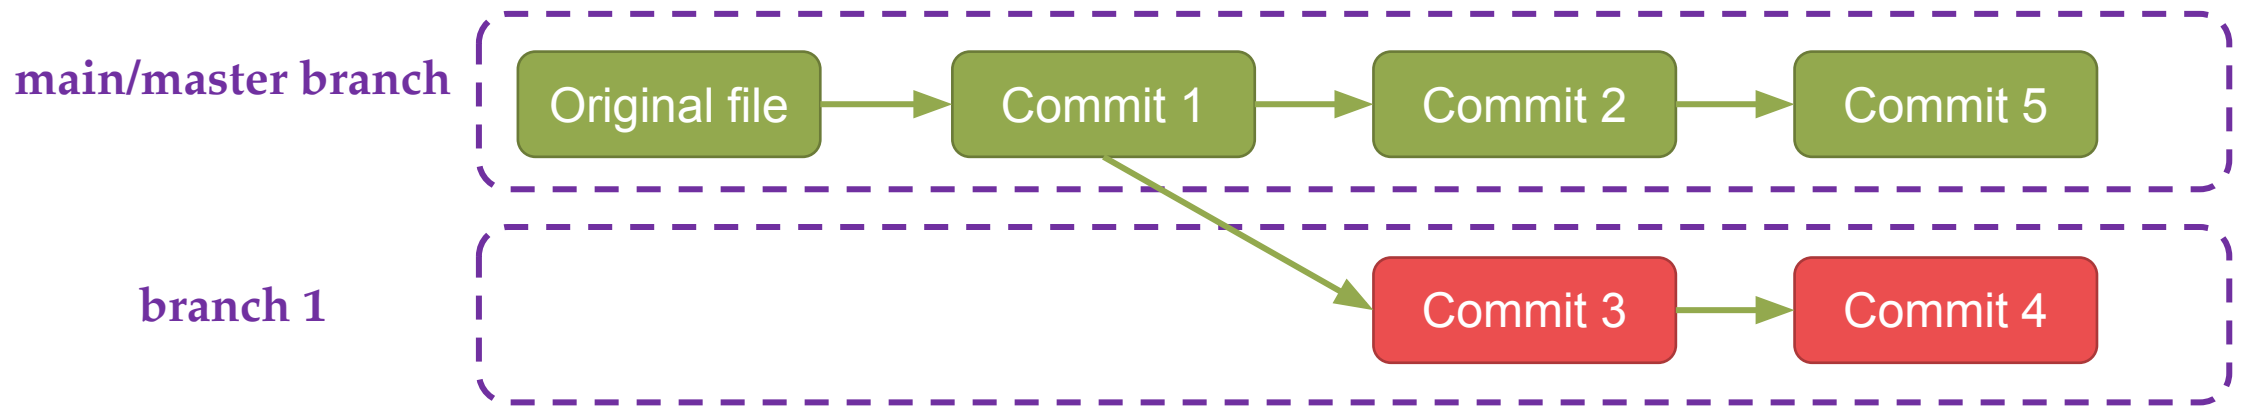 main/master branch
Original file
Commit 1
Commit 2
Commit 5
branch 1
Commit 3
Commit 4